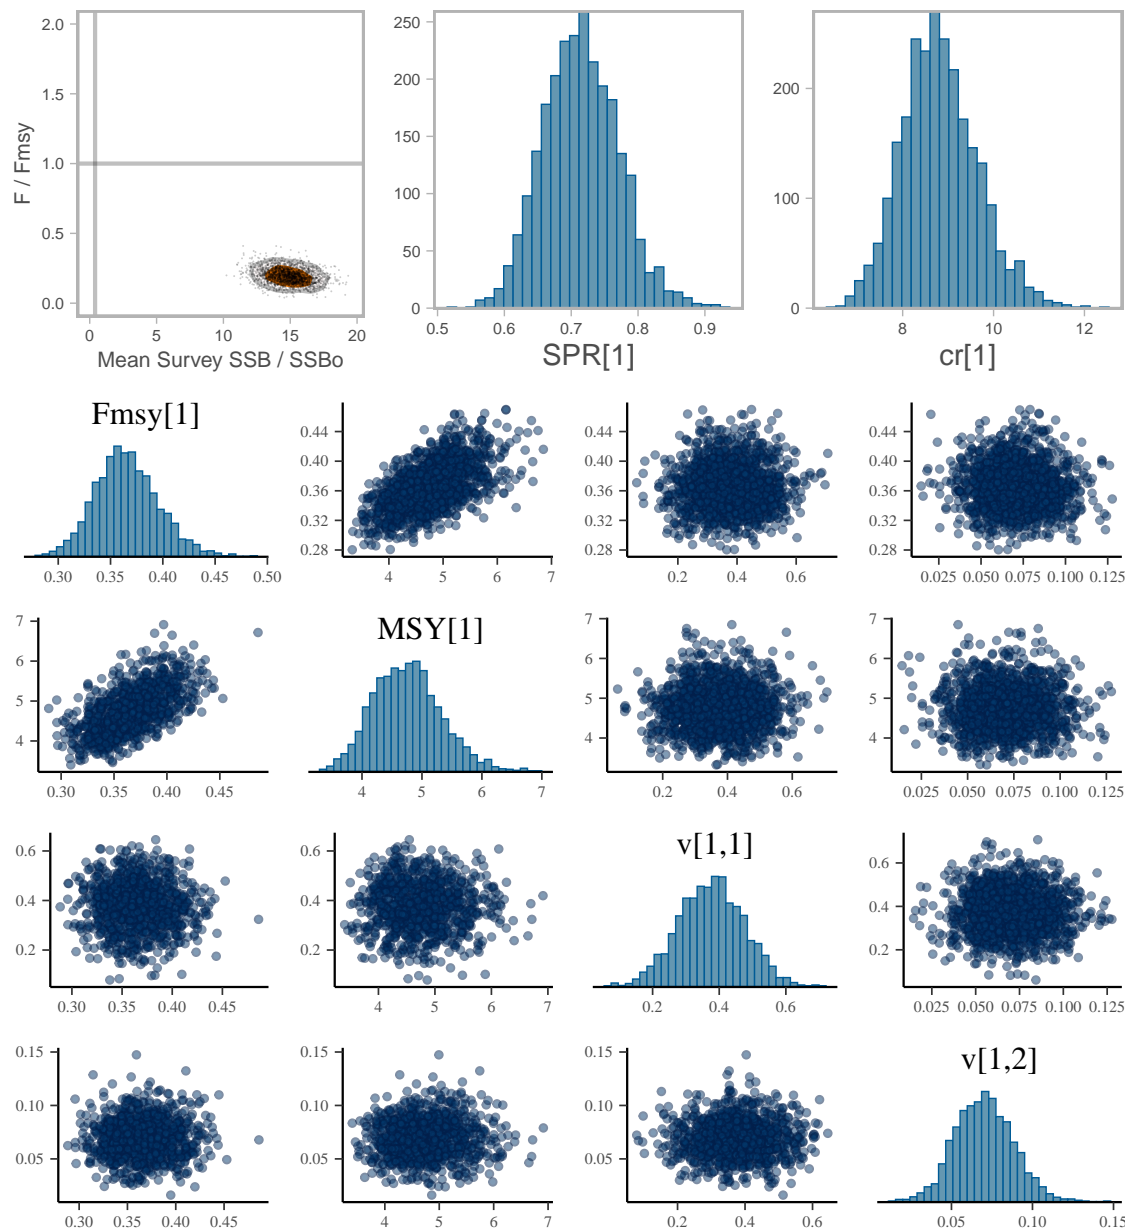 2.0
1.5
1.0
0.5
0.0
F / Fmsy
0 5 10 15 20
Mean Survey SSB / SSBo
250
200
150
100
50
0
0.5 0.6 0.7 0.8 0.9
SPR[1]
200
100
0
8 10 12
cr[1]
Fmsy[1]
0.30 0.35 0.40 0.45 0.50
0.44
0.40
0.36
0.32
0.28
4 5 6 7
0.44
0.40
0.36
0.32
0.28
0.2 0.4 0.6
0.44
0.40
0.36
0.32
0.28
0.025 0.050 0.075 0.100 0.125
7
6
5
4
0.30 0.35 0.40 0.45
MSY[1]
4 5 6 7
7
6
5
4
0.2 0.4 0.6
7
6
5
4
0.025 0.050 0.075 0.100 0.125
0.6
0.4
0.2
0.30 0.35 0.40 0.45
0.6
0.4
0.2
4 5 6 7
v[1,1]
0.2 0.4 0.6
0.6
0.4
0.2
0.025 0.050 0.075 0.100 0.125
0.15
0.10
0.05
0.30 0.35 0.40 0.45
0.15
0.10
0.05
4 5 6 7
0.15
0.10
0.05
0.2 0.4 0.6
v[1,2]
0.05 0.10 0.15